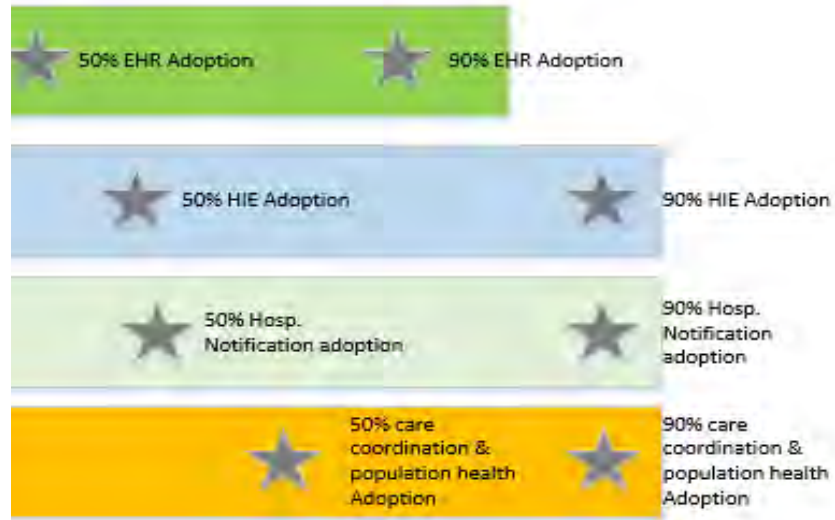 50% EHR Adoption
90% EHR Adoption
50% HIE Adoption
90% HIE Adoption
50% Hosp.
Notification adoption
90% Hosp.
Notification
adoption
50% care
coordination &
population health
Adoption
90% care
coordination &
population health
Adoption